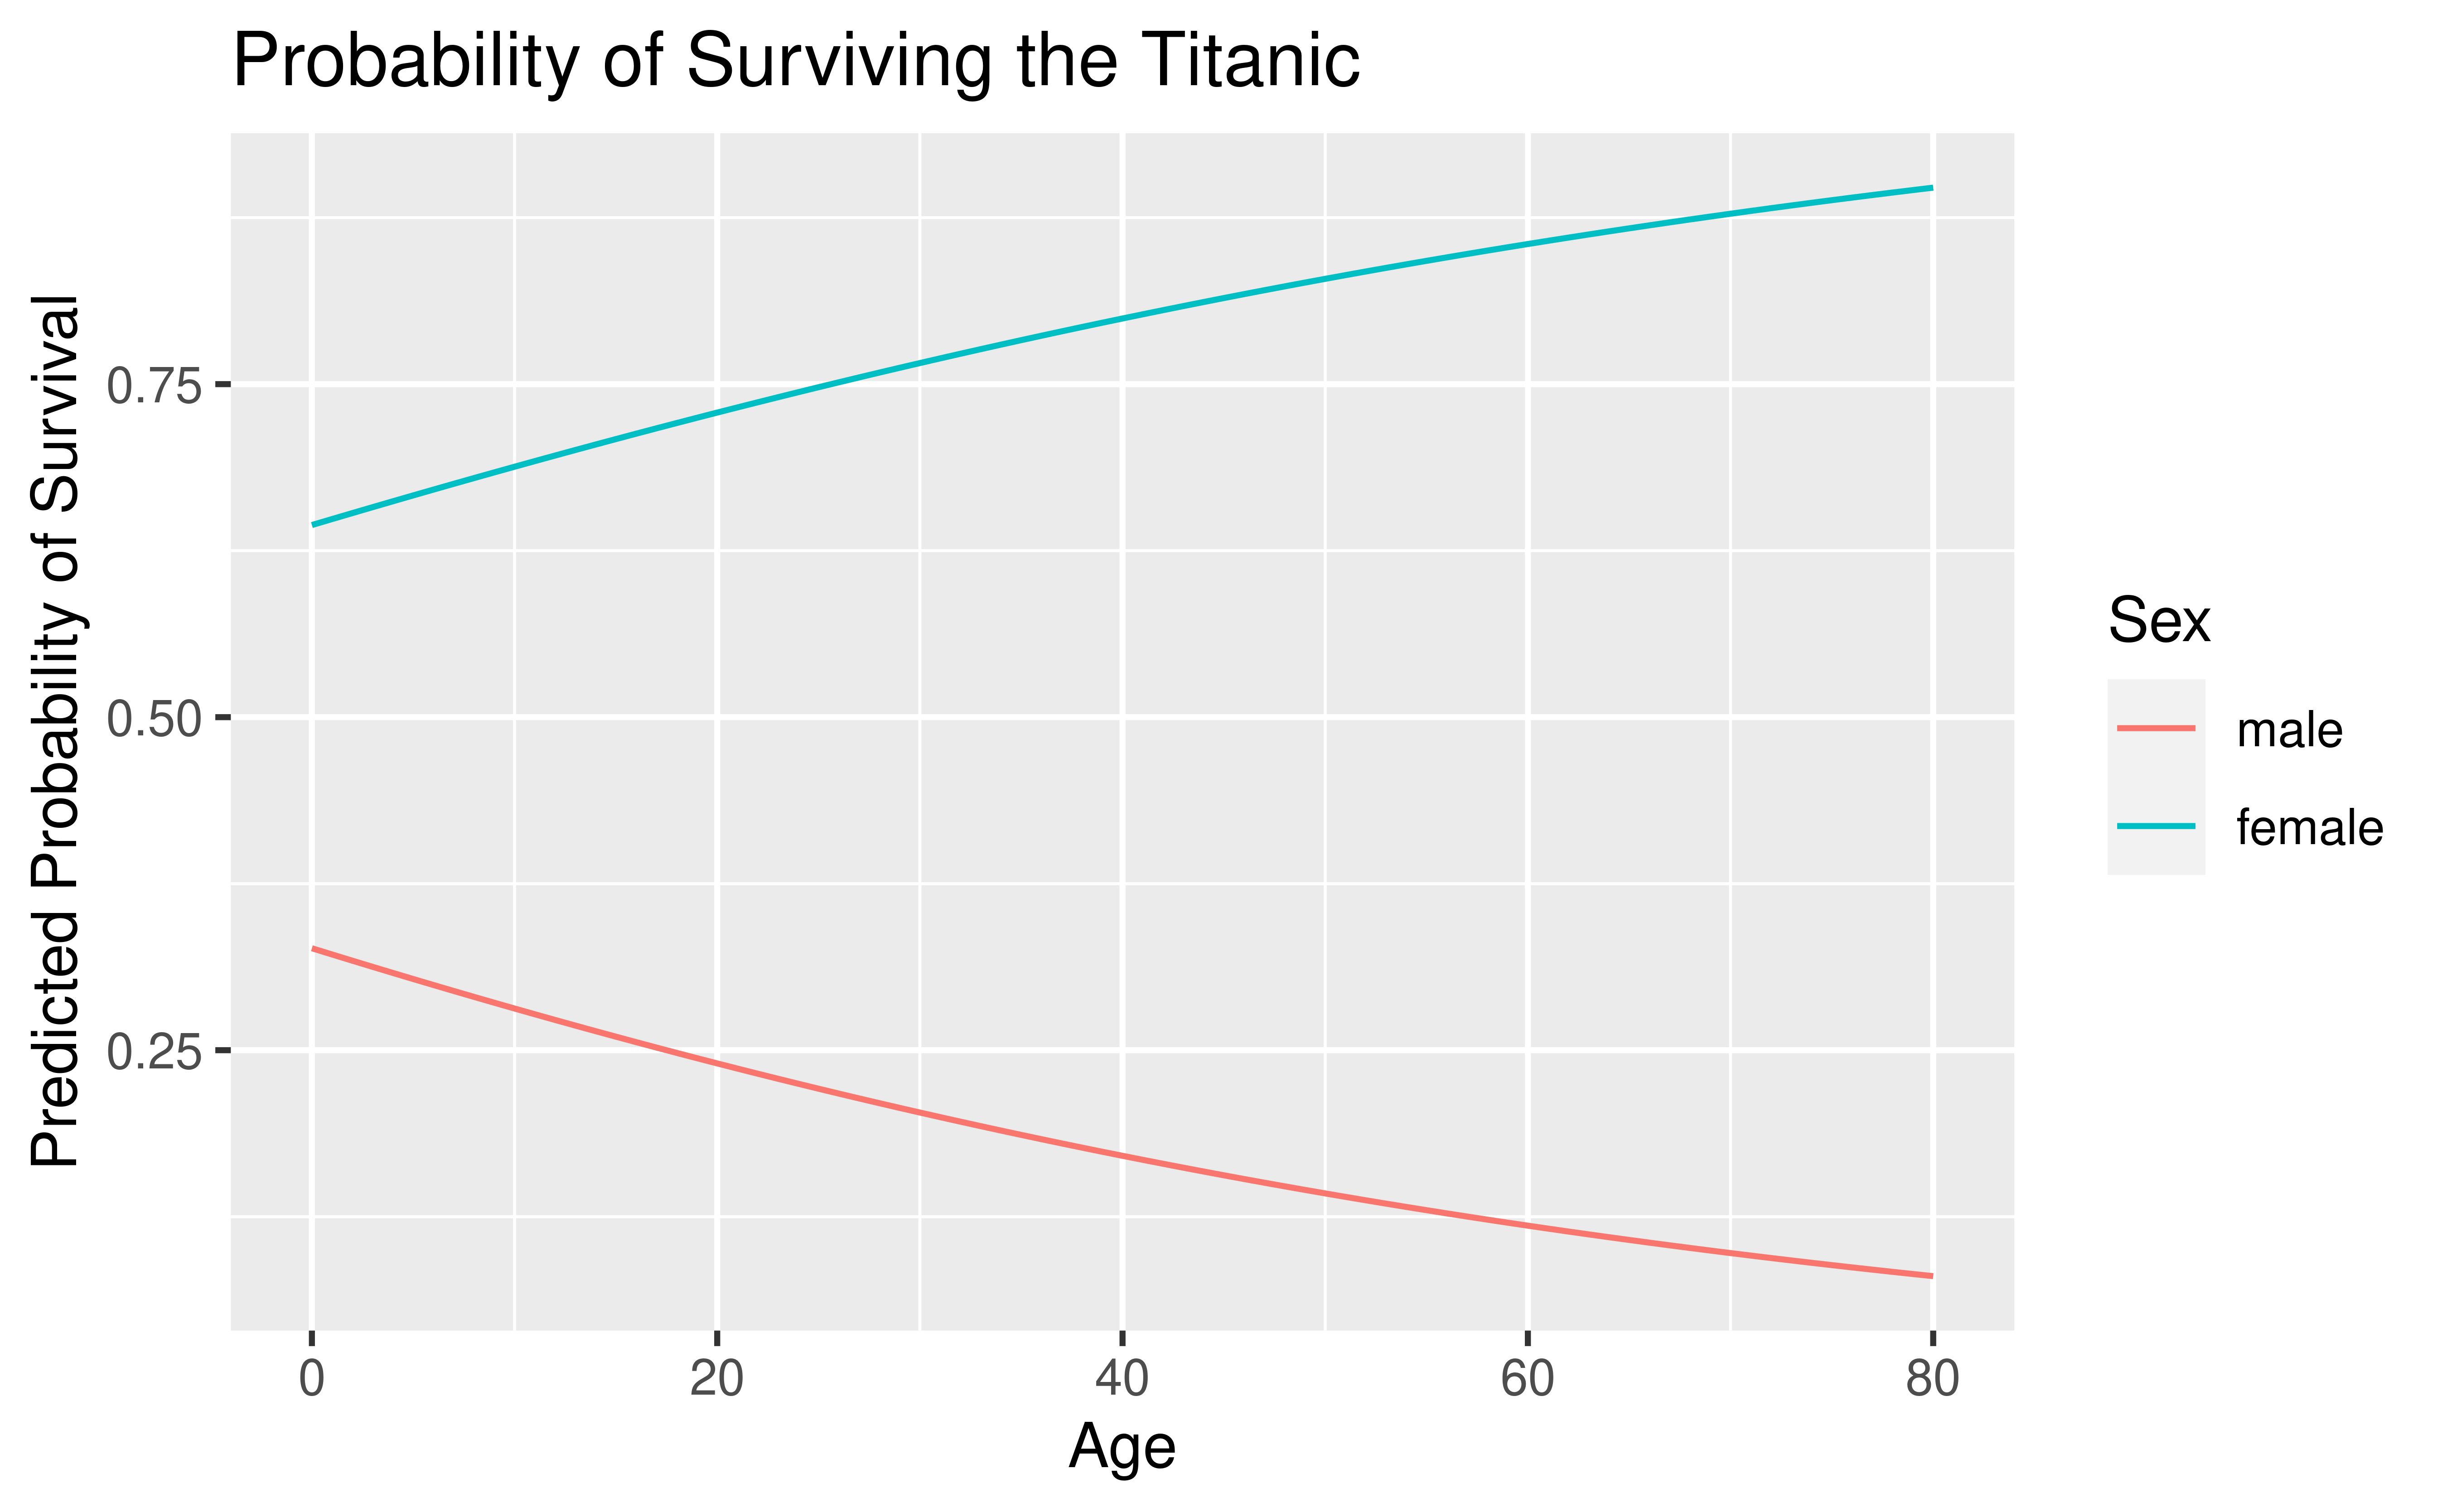 Probability of Surviving the Titanic
Predicted Probability of Survival
0.75
0.50
0.25
0
20
40
60
80
Age
Sex
male
female